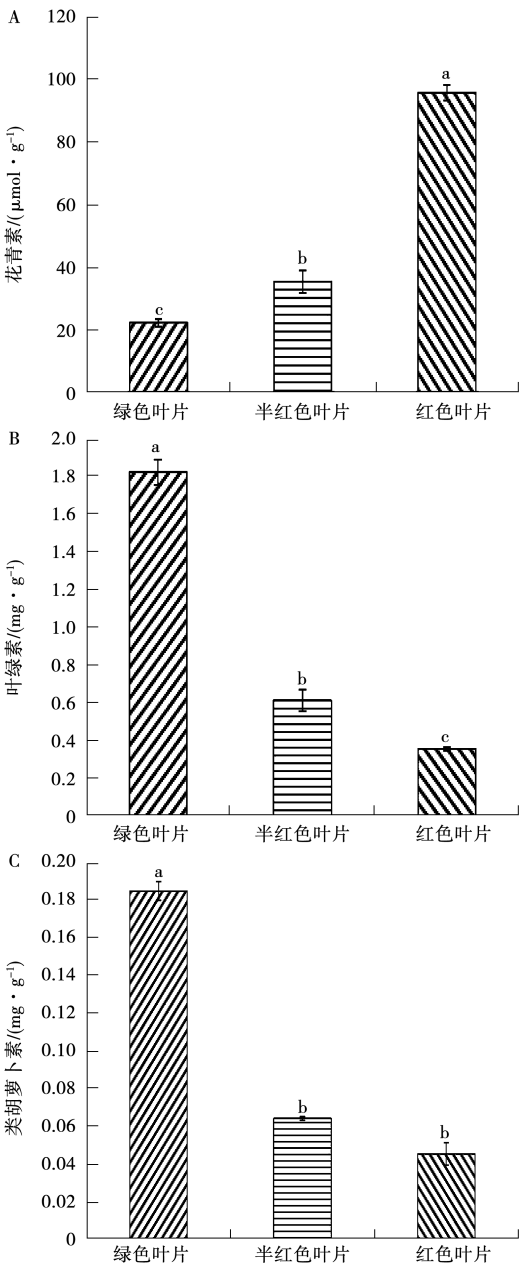 A
花青素/(μmol·g⁻¹)
120
100
80
60
40
20
0
c
b
a
绿色叶片
半红色叶片
红色叶片
B
叶绿素/(mg·g⁻¹)
2.0
1.8
1.6
1.4
1.2
1.0
0.8
0.6
0.4
0.2
0
a
b
c
绿色叶片
半红色叶片
红色叶片
C
类胡萝卜素/(mg·g⁻¹)
0.20
0.18
0.16
0.14
0.12
0.10
0.08
0.06
0.04
0.02
0
a
b
b
绿色叶片
半红色叶片
红色叶片